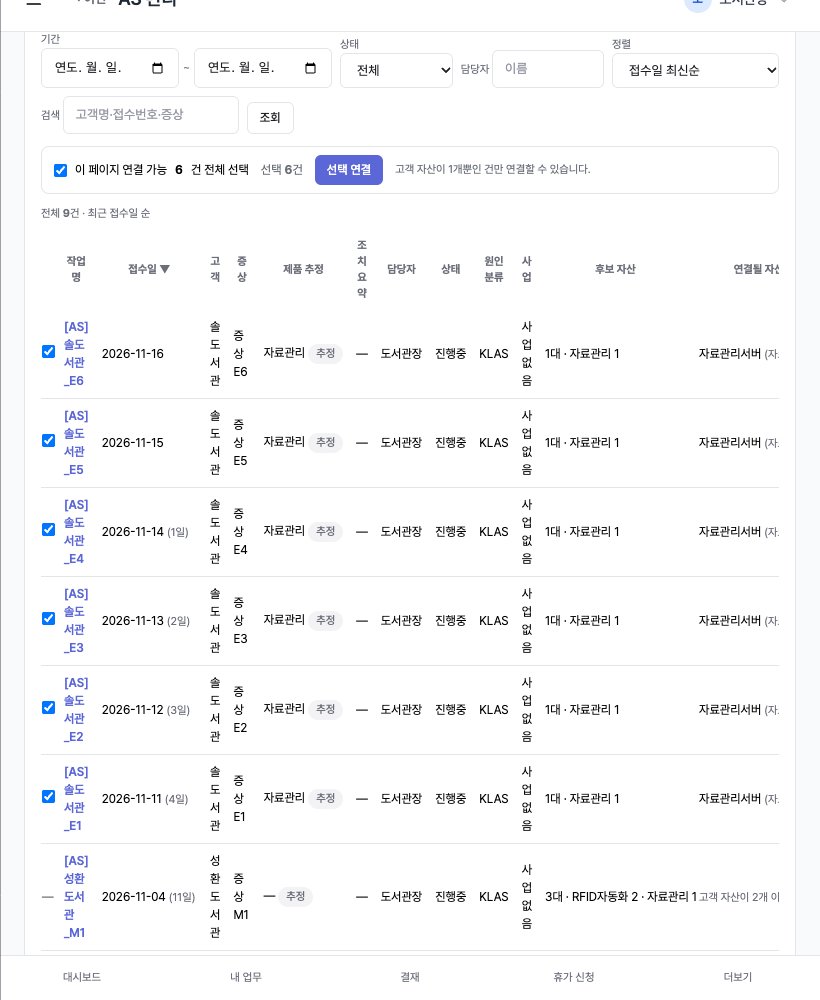 기간
상태
정렬
연도. 월. 일.
~
연도. 월. 일.
전체
담당자
이름
접수일 최신순
검색
고객명·접수번호·증상
조회
이 페이지 연결 가능 6 건 전체 선택 선택 6건 선택 연결 고객 자산이 1개뿐인 건만 연결할 수 있습니다.
전체 9건 · 최근 접수일 순
작업명 접수일 ▼ 고객 증상 제품 추정 조치요약 담당자 상태 원인분류 사업 후보 자산 연결될 자산
[AS]솔도서관_E6 2026-11-16 솔도서관 증상E6 자료관리 추정 — 도서관장 진행중 KLAS 사업없음 1대 · 자료관리 1 자료관리서버 (자.
[AS]솔도서관_E5 2026-11-15 솔도서관 증상E5 자료관리 추정 — 도서관장 진행중 KLAS 사업없음 1대 · 자료관리 1 자료관리서버 (자.
[AS]솔도서관_E4 2026-11-14 (1일) 솔도서관 증상E4 자료관리 추정 — 도서관장 진행중 KLAS 사업없음 1대 · 자료관리 1 자료관리서버 (자.
[AS]솔도서관_E3 2026-11-13 (2일) 솔도서관 증상E3 자료관리 추정 — 도서관장 진행중 KLAS 사업없음 1대 · 자료관리 1 자료관리서버 (자.
[AS]솔도서관_E2 2026-11-12 (3일) 솔도서관 증상E2 자료관리 추정 — 도서관장 진행중 KLAS 사업없음 1대 · 자료관리 1 자료관리서버 (자.
[AS]솔도서관_E1 2026-11-11 (4일) 솔도서관 증상E1 자료관리 추정 — 도서관장 진행중 KLAS 사업없음 1대 · 자료관리 1 자료관리서버 (자.
— [AS]성환도서관_M1 2026-11-04 (11일) 성환도서관 증상M1 — 추정 — 도서관장 진행중 KLAS 사업없음 3대 · RFID자동화 2 · 자료관리 1 고객 자산이 2개 이
대시보드 내 업무 결재 휴가 신청 더보기